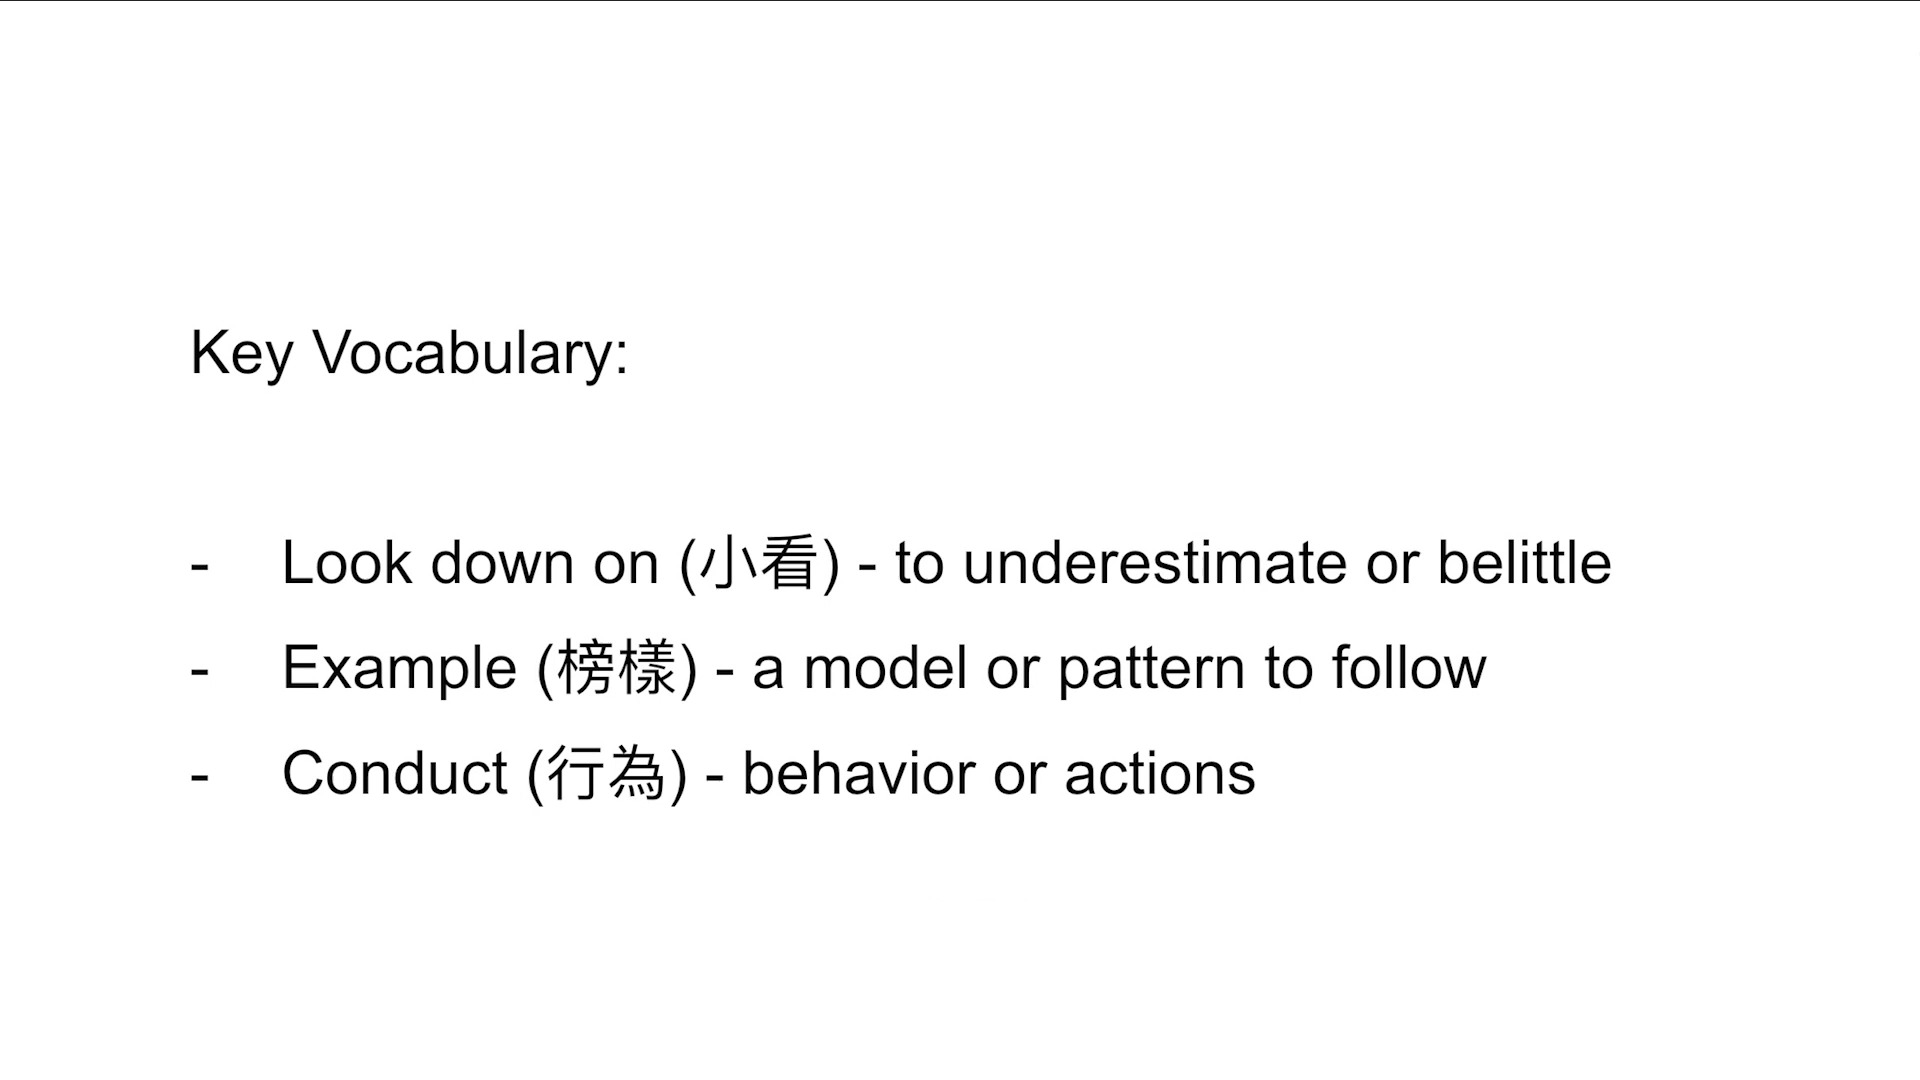 Key Vocabulary:
- Look down on (小看) - to underestimate or belittle
- Example (榜樣) - a model or pattern to follow
- Conduct (行為) - behavior or actions